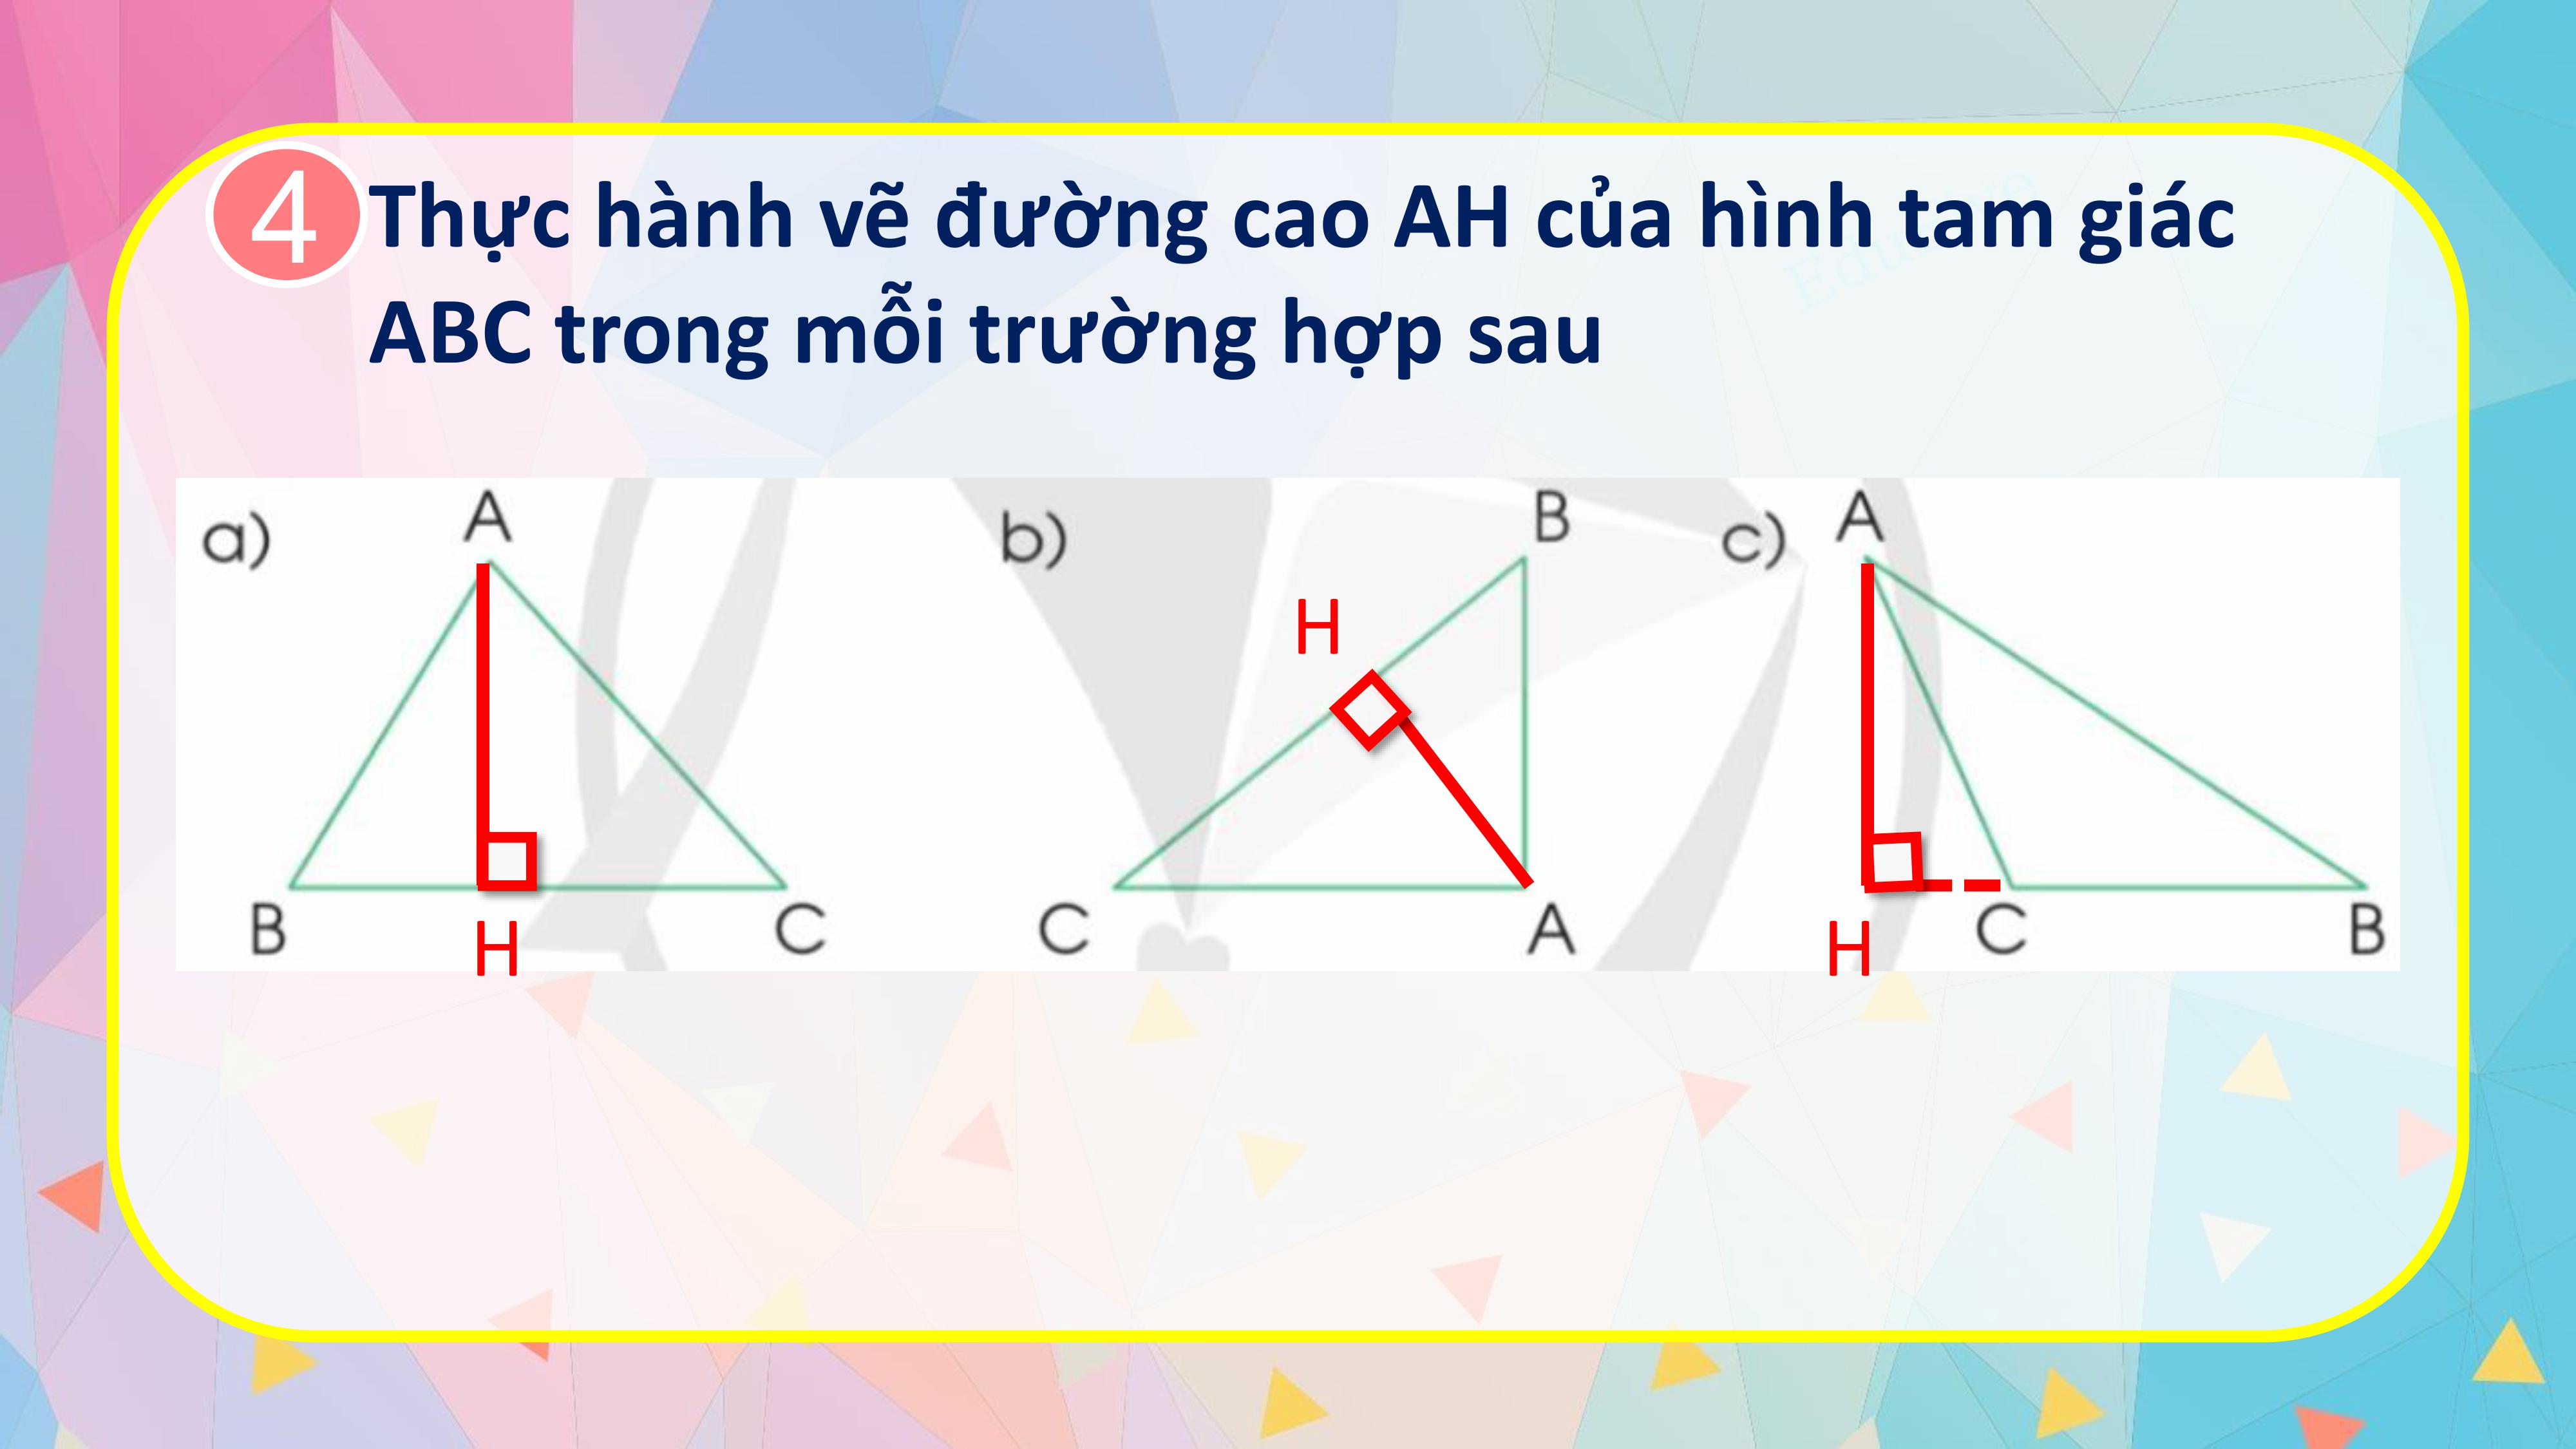 4
Thực hành vẽ đường cao AH của hình tam giác
ABC trong mỗi trường hợp sau
a)
A
B
H
C
b)
B
H
C
A
c)
A
H
C
B